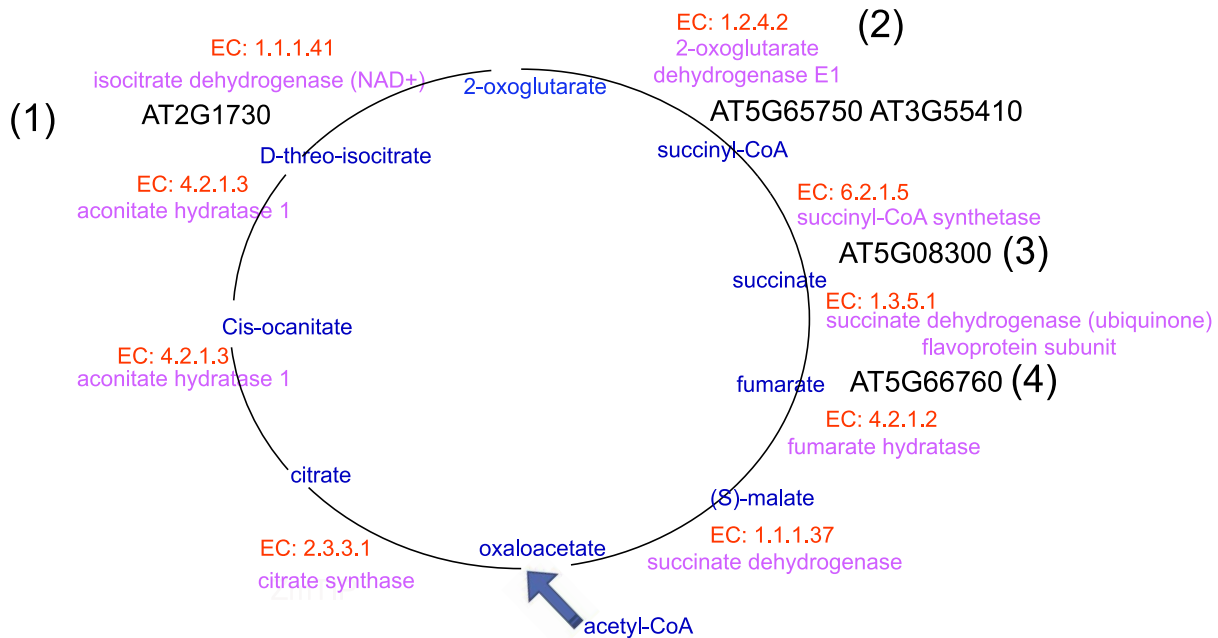 EC: 1.2.4.2
(2)
EC: 1.1.1.41
2-oxoglutarate
isocitrate dehydrogenase (NAD+)
dehydrogenase E1
2-oxoglutarate
(1)
AT2G1730
AT5G65750 AT3G55410
D-threo-isocitrate
succinyl-CoA
EC: 4.2.1.3
aconitate hydratase 1
EC: 6.2.1.5
succinyl-CoA synthetase
AT5G08300 (3)
succinate
EC: 1.3.5.1
succinate dehydrogenase (ubiquinone)
flavoprotein subunit
Cis-ocanitate
EC: 4.2.1.3
aconitate hydratase 1
fumarate
AT5G66760 (4)
EC: 4.2.1.2
fumarate hydratase
citrate
(S)-malate
EC: 1.1.1.37
succinate dehydrogenase
EC: 2.3.3.1
citrate synthase
oxaloacetate
acetyl-CoA